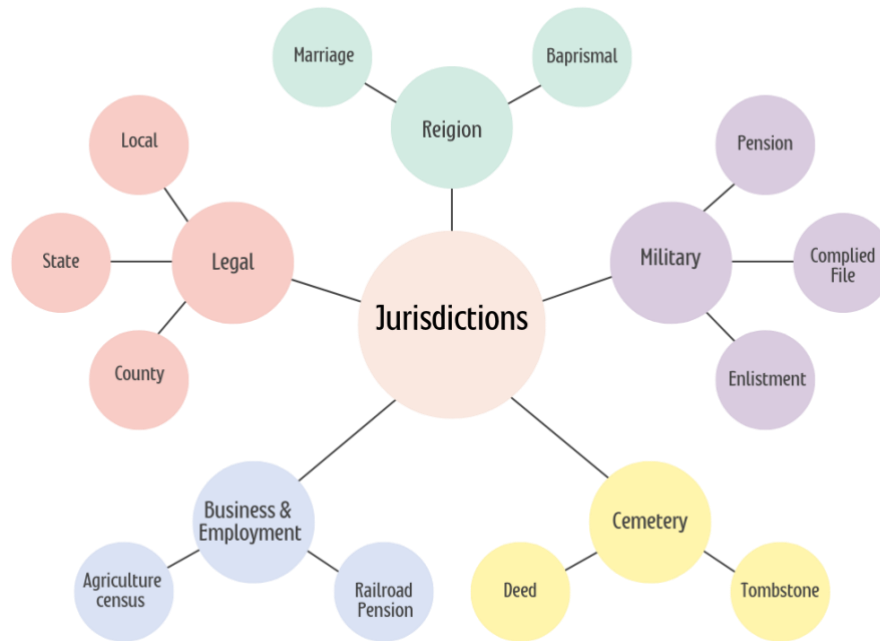 Marriage
Baprismal
Reigion
Local
Pension
State
Legal
Military
Complied
File
County
Enlistment
Jurisdictions
Business &
Employment
Cemetery
Agriculture
census
Railroad
Pension
Deed
Tombstone